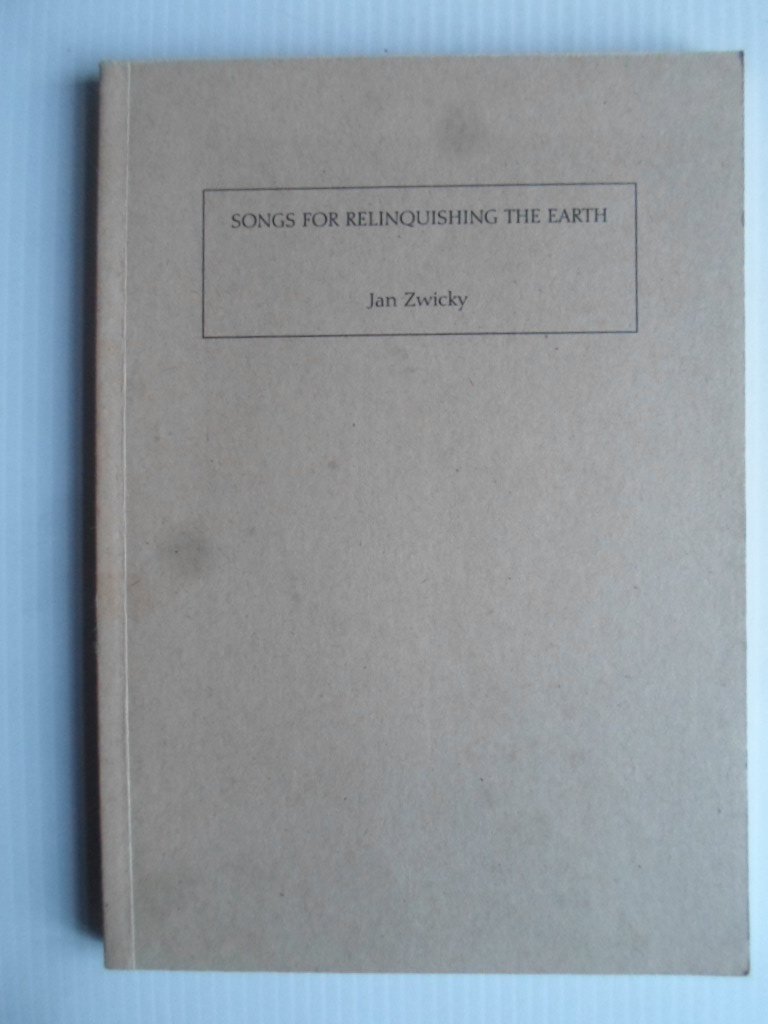 SONGS FOR RELINQUISHING THE EARTH
Jan Zwicky